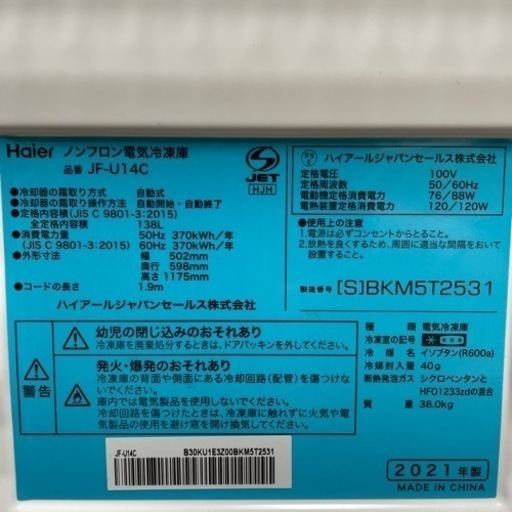 Haier ノンフロン電気冷凍庫
品番 JF-U14C
JET
HJM
●冷却器の霜取り方式 自動式
●冷却器の霜取操作方法 自動開始・自動終了
●定格内容積(JIS C 9801-3:2015)
全定格内容積 138L
●消費電力量 50Hz 370kWh/年
(JIS C 9801-3:2015) 60Hz 370kWh/年
●外形寸法 幅 502mm
奥行 598mm
高さ 1175mm
●コードの長さ 1.9m
ハイアールジャパンセールス株式会社
PS
E
ハイアールジャパンセールス株式会社
定格電圧 100V
定格周波数 50/60Hz
電動機定格消費電力 76/88W
電熱装置定格消費電力 120/120W
●使用上の注意
1.電源は必ずコンセントからとること。
2.放熱を良くするため、周囲に適当な間隔をおいて
設置すること。
製造番号 [S]BKM5T2531
警告
幼児の閉じ込めのおそれあり
冷凍庫を廃棄処分するときは、ドアパッキンを外してください。
発火・爆発のおそれあり
冷凍庫の背面や側面にある冷却回路(配管)を傷つけな
いでください。
庫内では電気製品を使用しないでください。
冷却回路を傷つけたときは、冷凍庫に触れずに火気や電
気製品の使用を避け窓を開け換気してください。
種類 電気冷凍庫
冷凍室の記号
冷媒 イソブタン(R600a)
冷媒封入量 40g
断熱発泡ガス シクロペンタンと
HFO1233zdの混合
質量 38.0kg
JF-U14C B30KU1E3Z00BKM5T2531
2021年製
MADE IN CHINA